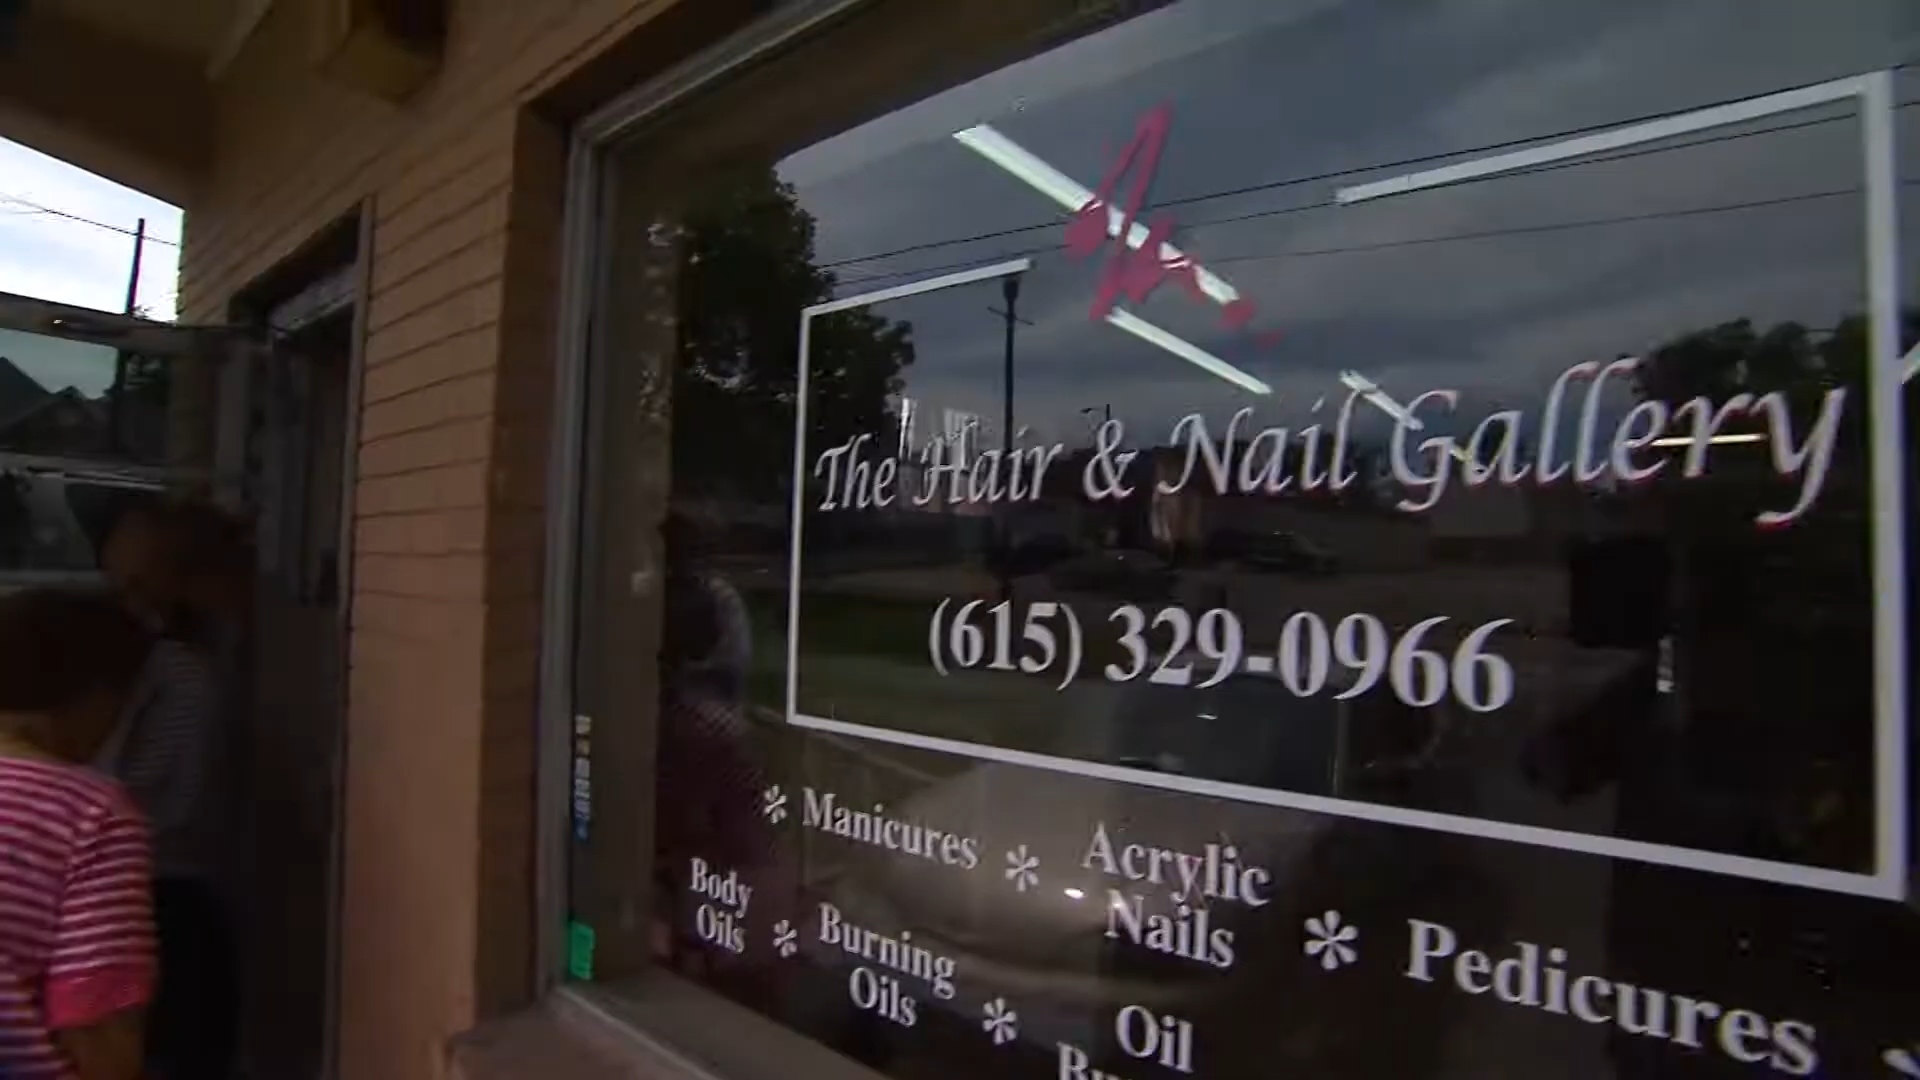 The Hair & Nail Gallery
(615) 329-0966
* Manicures * Acrylic Nails * Pedicures *
Body Oils * Burning Oils * Oil